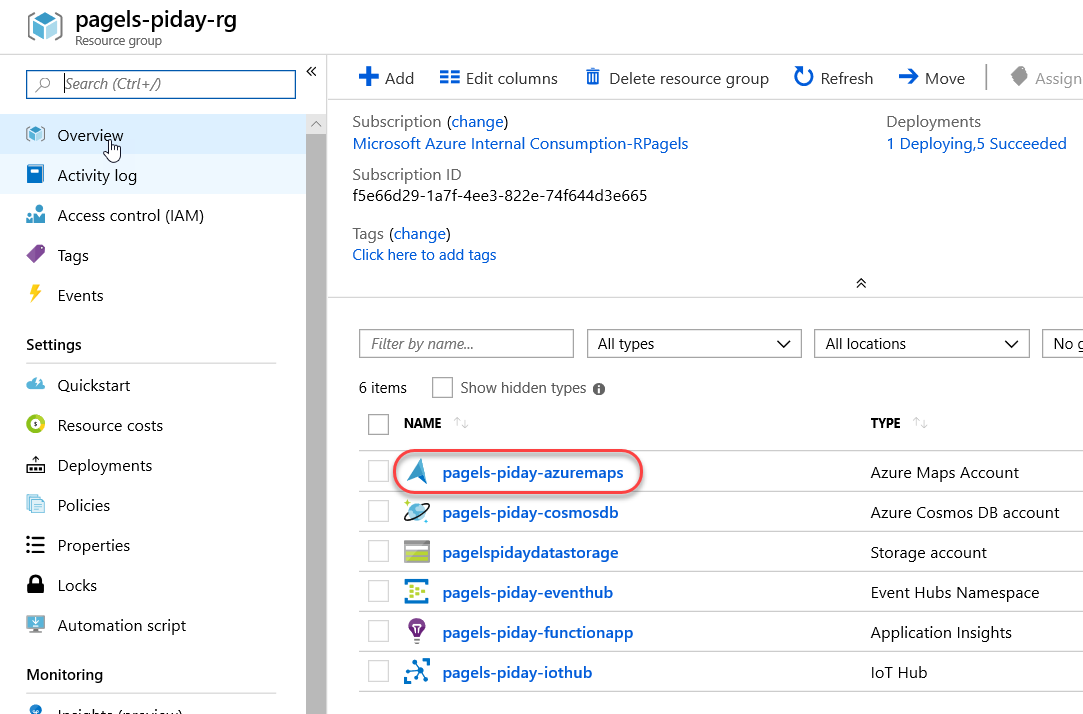 pagels-piday-rg
Resource group
Search (Ctrl+/)
Overview
Activity log
Access control (IAM)
Tags
Events
Settings
Quickstart
Resource costs
Deployments
Policies
Properties
Locks
Automation script
Monitoring
Insights (preview)
Add Edit columns Delete resource group Refresh Move Assign
Subscription (change) Deployments
Microsoft Azure Internal Consumption-RPagels 1 Deploying,5 Succeeded
Subscription ID
f5e66d29-1a7f-4ee3-822e-74f644d3e665
Tags (change)
Click here to add tags
Filter by name... All types All locations No g
6 items Show hidden types
NAME TYPE
pagels-piday-azuremaps Azure Maps Account
pagels-piday-cosmosdb Azure Cosmos DB account
pagelspidaydatastorage Storage account
pagels-piday-eventhub Event Hubs Namespace
pagels-piday-functionapp Application Insights
pagels-piday-iothub IoT Hub